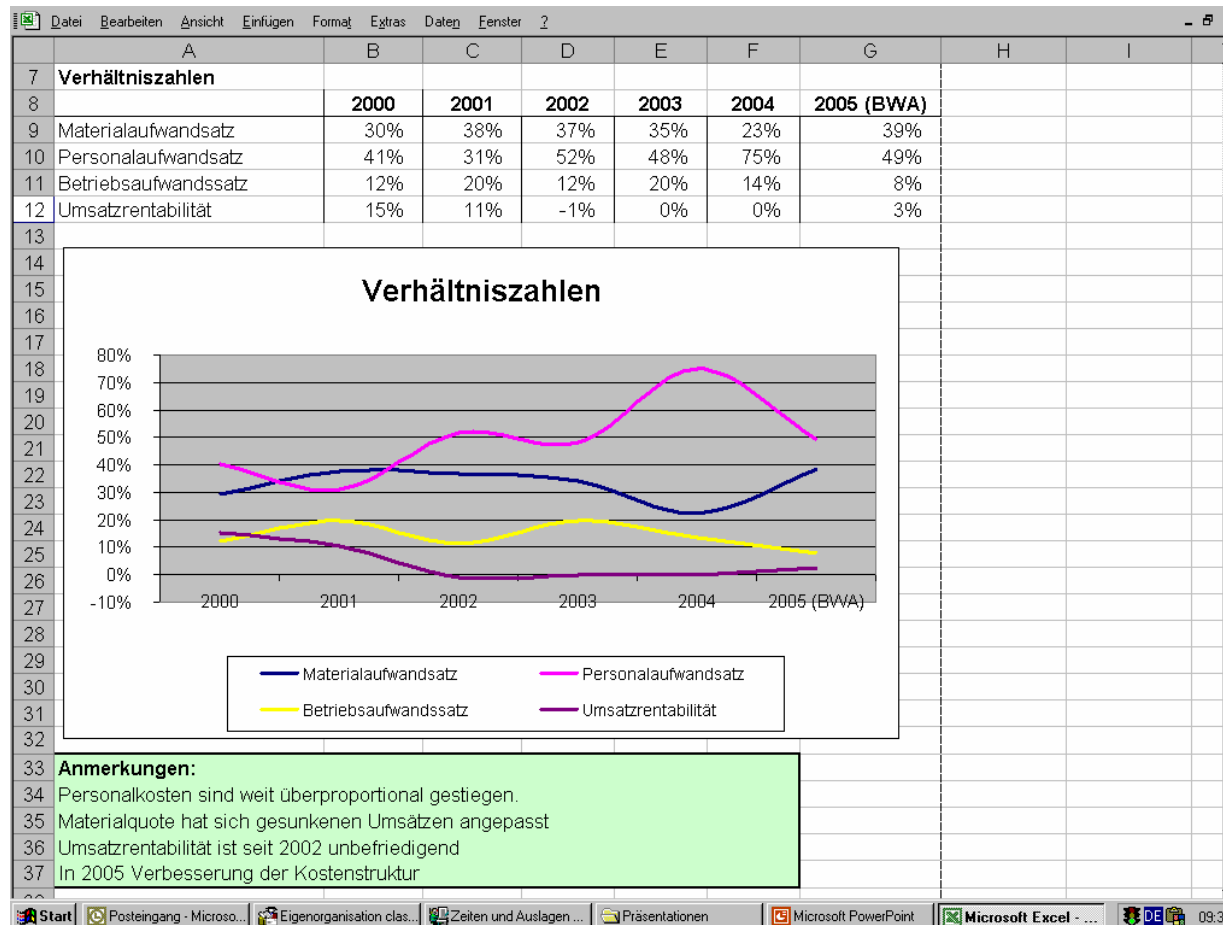 Datei Bearbeiten Ansicht Einfügen Format Extras Daten Fenster ?
A B C D E F G H I
7 Verhältniszahlen
8 2000 2001 2002 2003 2004 2005 (BWA)
9 Materialaufwandsatz 30% 38% 37% 35% 23% 39%
10 Personalaufwandsatz 41% 31% 52% 48% 75% 49%
11 Betriebsaufwandssatz 12% 20% 12% 20% 14% 8%
12 Umsatzrentabilität 15% 11% -1% 0% 0% 3%
13
14
15 Verhältniszahlen
16
17
18 80%
19 70%
20 60%
21 50%
22 40%
23 30%
24 20%
25 10%
26 0%
27 -10% 2000 2001 2002 2003 2004 2005 (BWA)
28
29
30 Materialaufwandsatz Personalaufwandsatz
31 Betriebsaufwandssatz Umsatzrentabilität
32
33 Anmerkungen:
34 Personalkosten sind weit überproportional gestiegen.
35 Materialquote hat sich gesunkenen Umsätzen angepasst
36 Umsatzrentabilität ist seit 2002 unbefriedigend
37 In 2005 Verbesserung der Kostenstruktur
Start Posteingang - Microso... Eigenorganisation clas... Zeiten und Auslagen ... Präsentationen Microsoft PowerPoint Microsoft Excel - ... DE